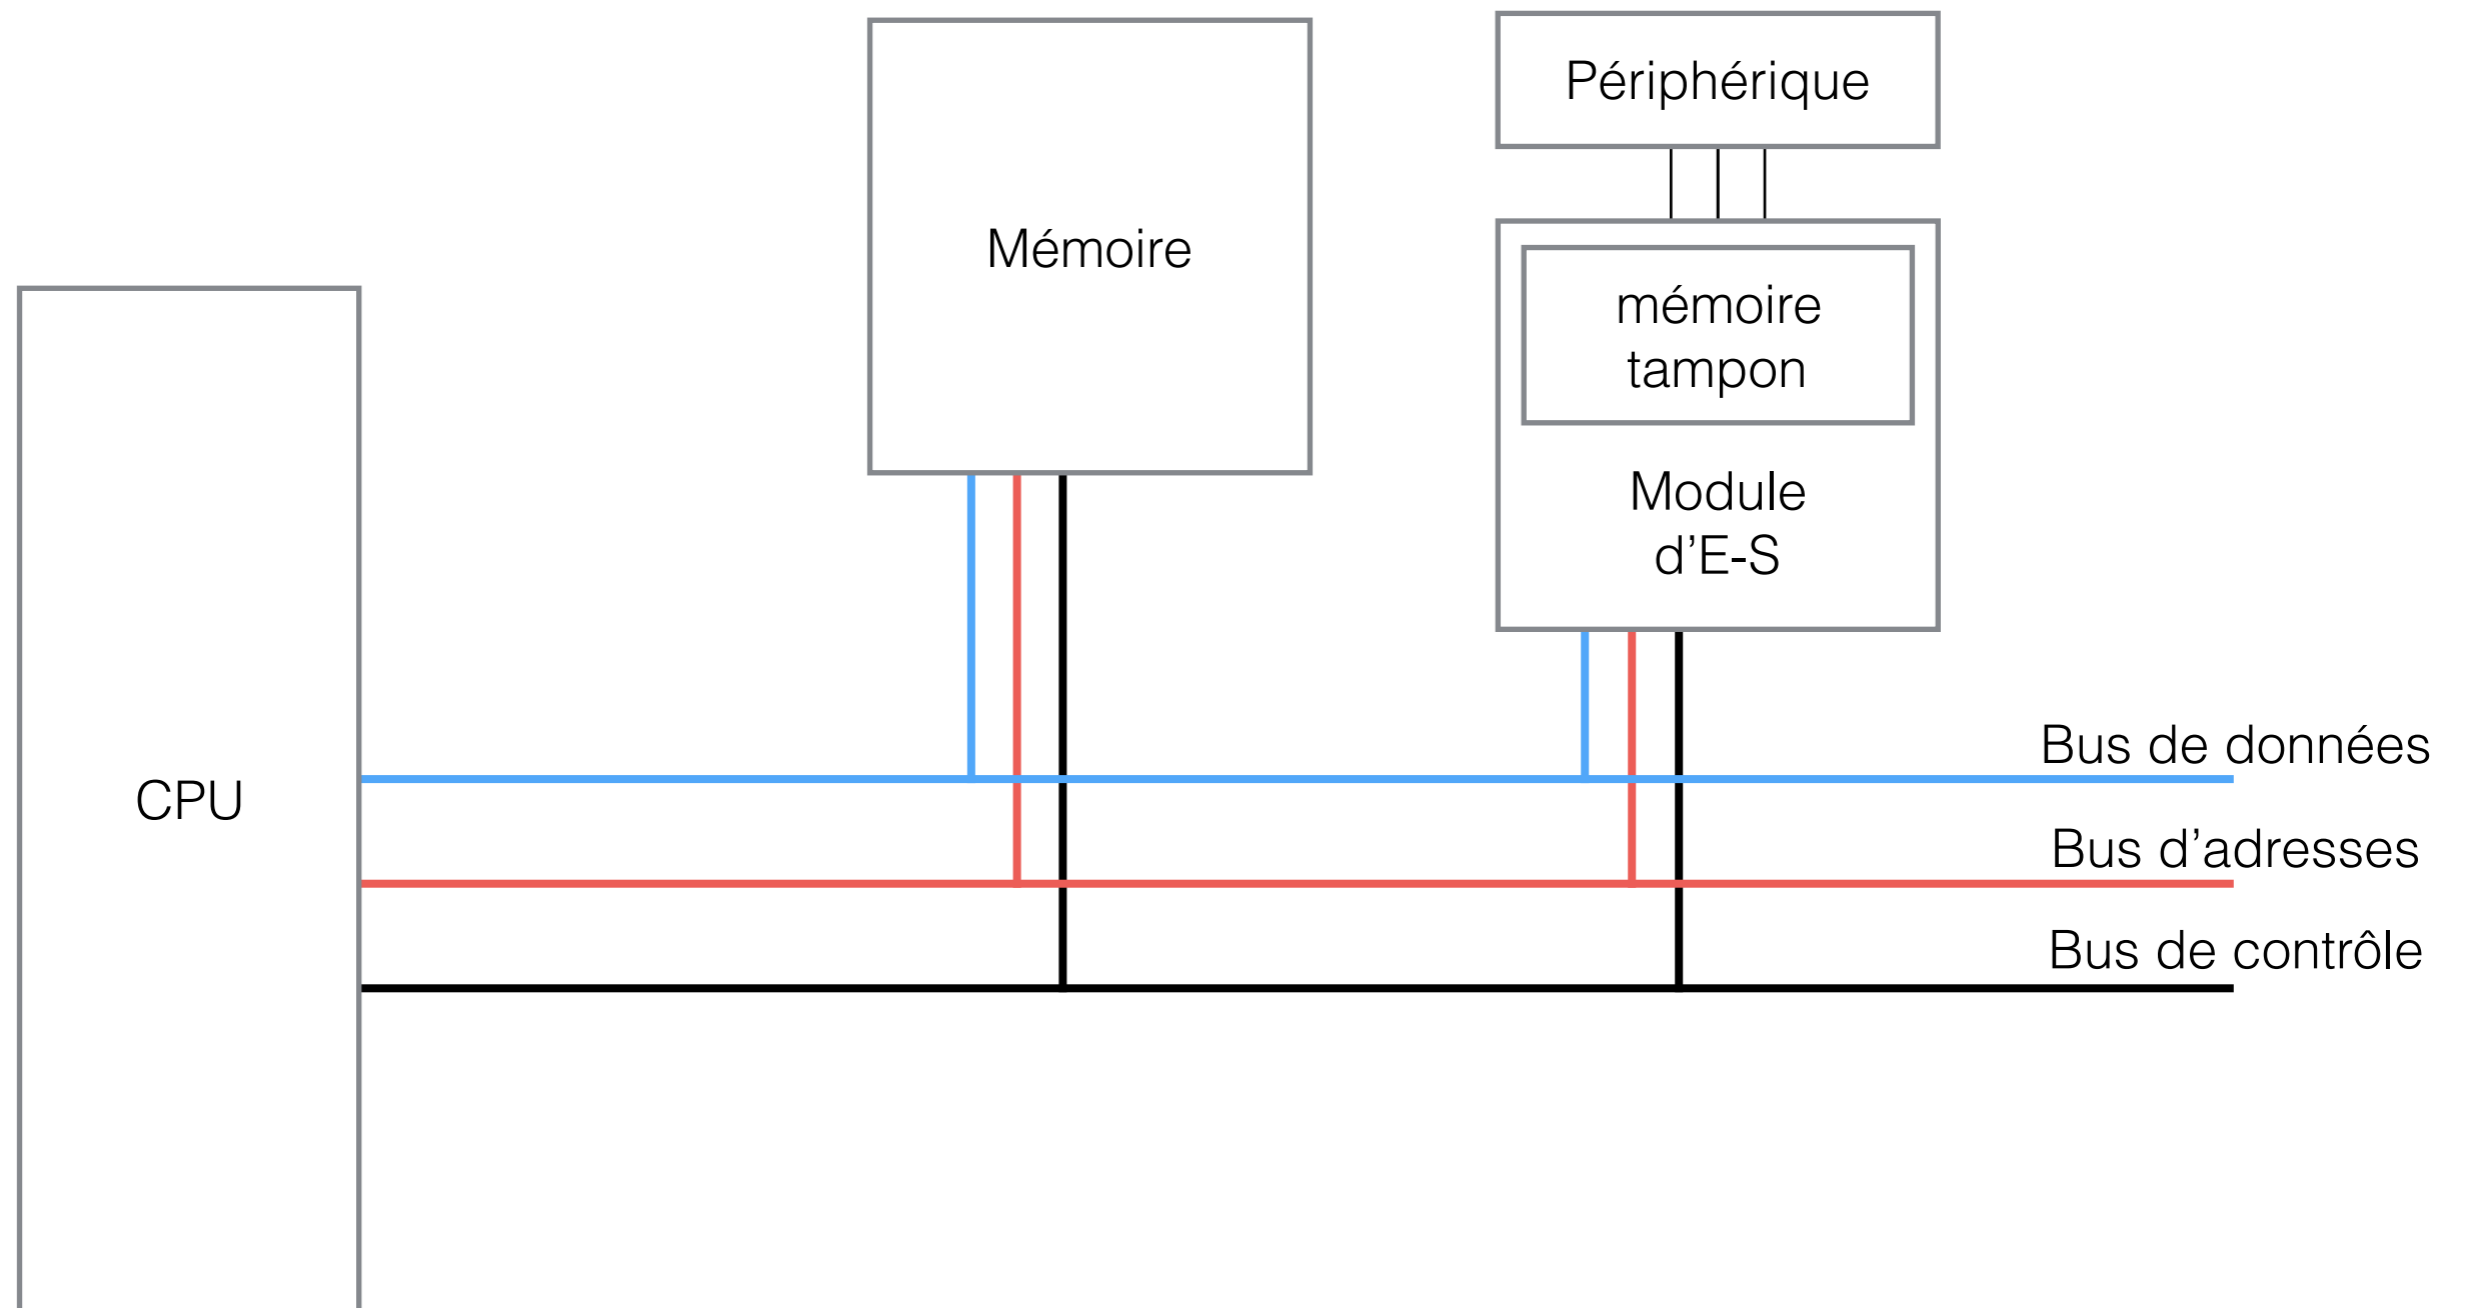 Périphérique
Mémoire
mémoire
tampon
Module
d’E-S
CPU
Bus de données
Bus d’adresses
Bus de contrôle